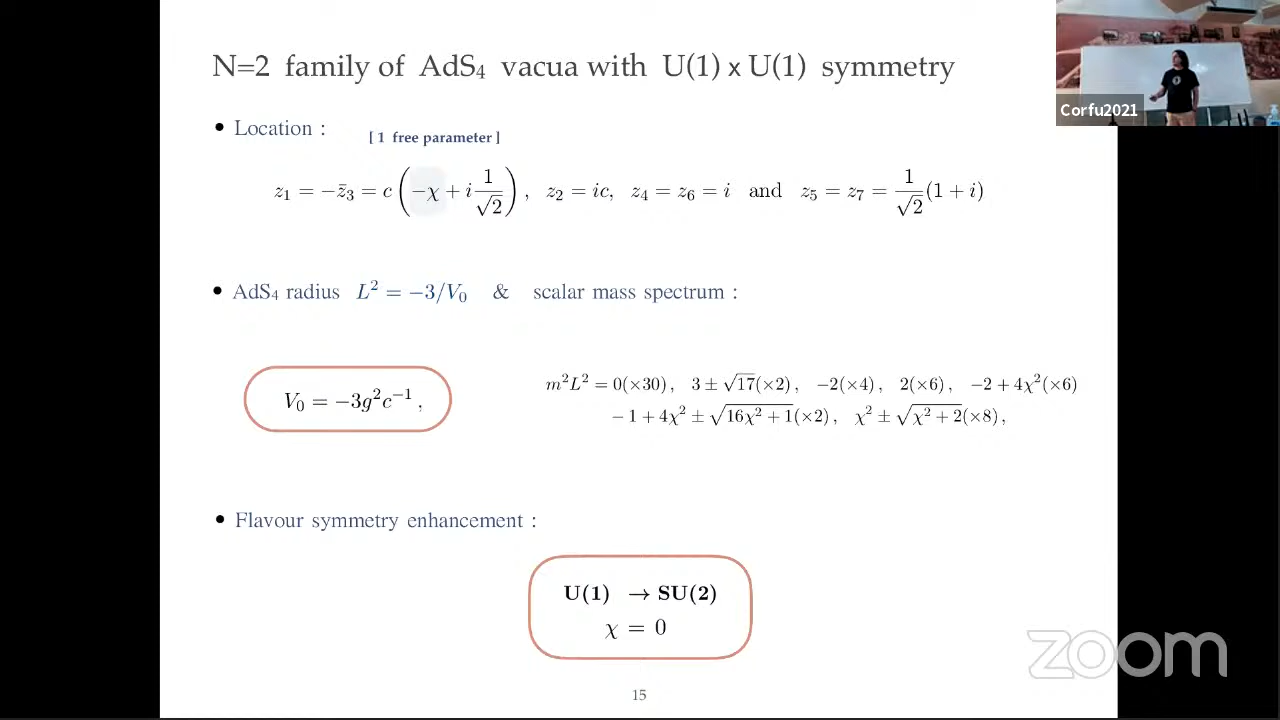 N=2 family of AdS₄ vacua with U(1) x U(1) symmetry
Corfu2021
• Location :
[ 1 free parameter ]
z₁ = −z̄₃ = c ( −χ + i 1/√2 ) , z₂ = ic, z₄ = z₆ = i and z₅ = z₇ = 1/√2 (1 + i)
• AdS₄ radius L² = −3/V₀ & scalar mass spectrum :
V₀ = −3g²c⁻¹ ,
m²L² = 0(×30) , 3 ± √17(×2) , −2(×4) , 2(×6) , −2 + 4χ²(×6)
− 1 + 4χ² ± √(16χ² + 1)(×2) , χ² ± √(χ² + 2)(×8) ,
• Flavour symmetry enhancement :
U(1) → SU(2)
χ = 0
zoom
15